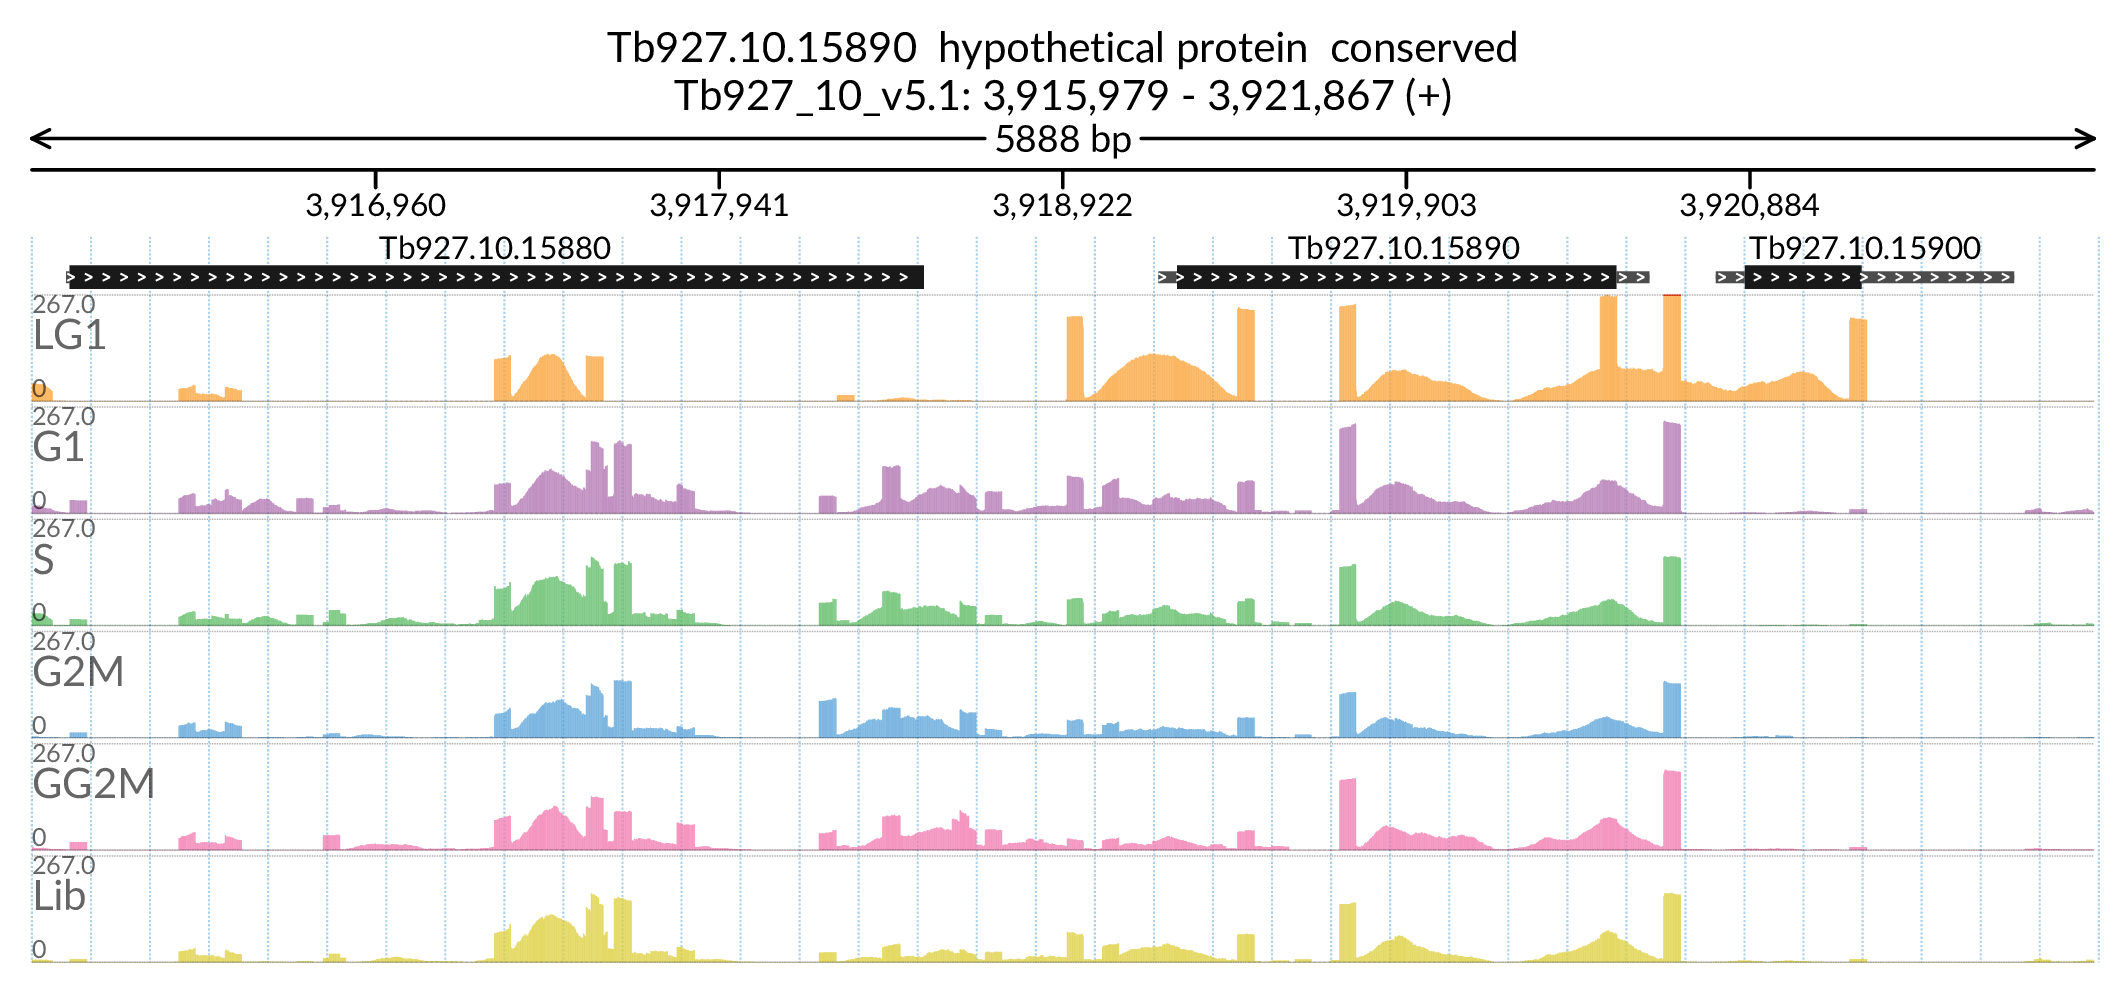 Tb927.10.15890 hypothetical protein conserved
Tb927_10_v5.1: 3,915,979 - 3,921,867 (+)
5888 bp
3,916,960 3,917,941 3,918,922 3,919,903 3,920,884
Tb927.10.15880 Tb927.10.15890 Tb927.10.15900
267.0
LG1
0
267.0
G1
0
267.0
S
0
267.0
G2M
0
267.0
GG2M
0
267.0
Lib
0